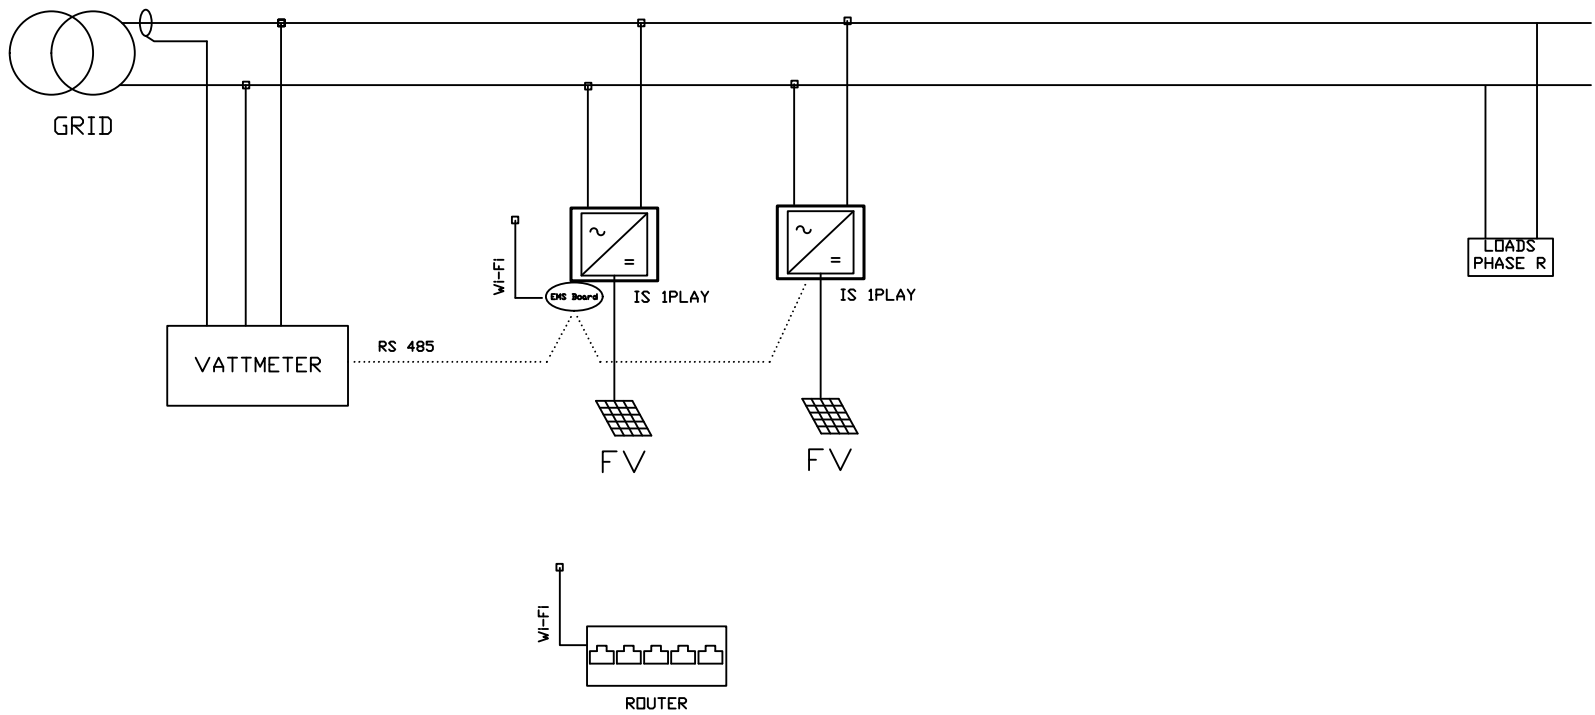 GRID
LOADS
PHASE R
Wi-Fi
EMS Board
IS 1PLAY
IS 1PLAY
RS 485
VATTMETER
FV
FV
Wi-Fi
ROUTER